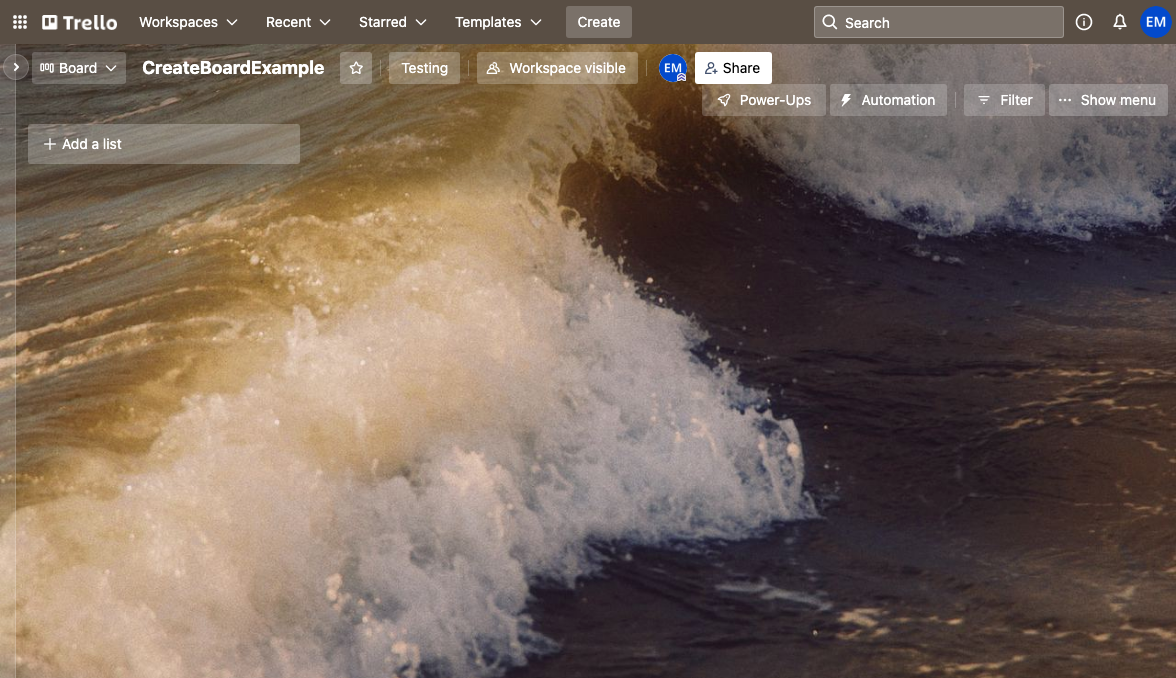 Trello Workspaces Recent Starred Templates Create Search EM
Board CreateBoardExample Testing Workspace visible EM Share
Power-Ups Automation Filter Show menu
+ Add a list